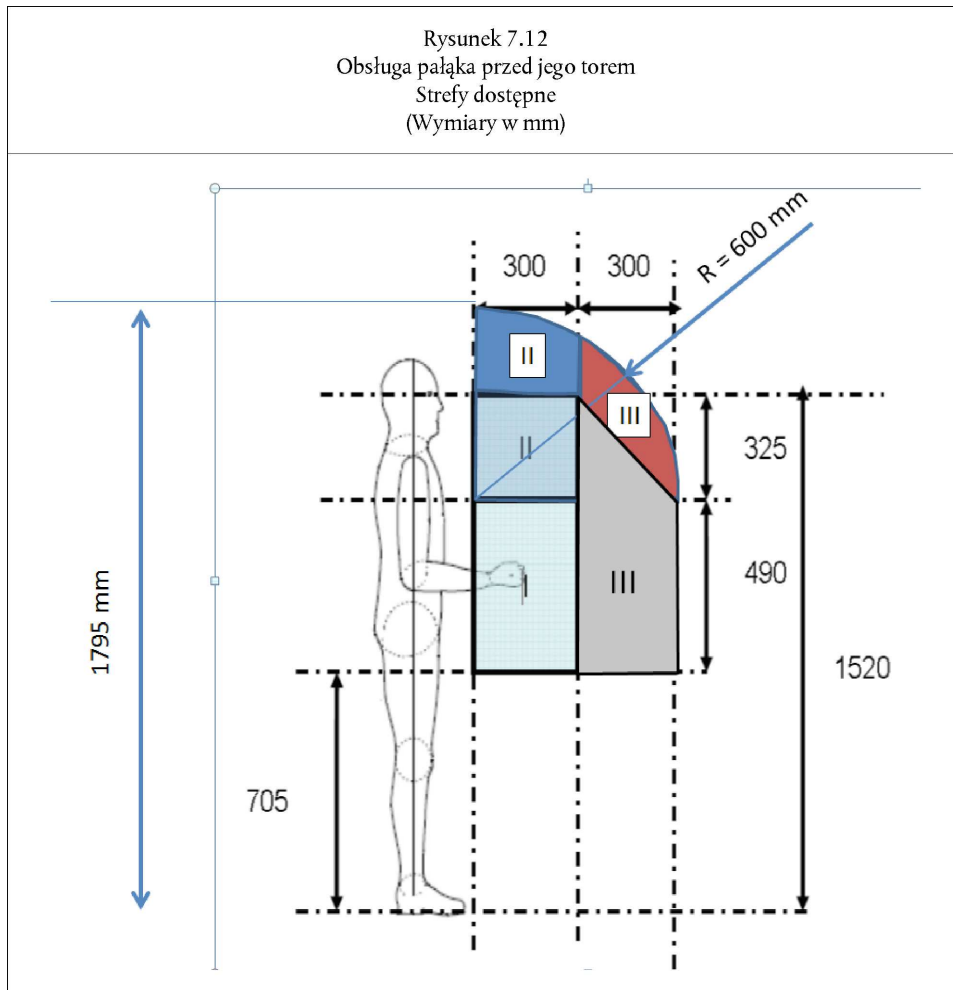 Rysunek 7.12
Obsługa pałąka przed jego torem
Strefy dostępne
(Wymiary w mm)
R = 600 mm
300
300
II
III
II
325
I
III
490
1795 mm
1520
705